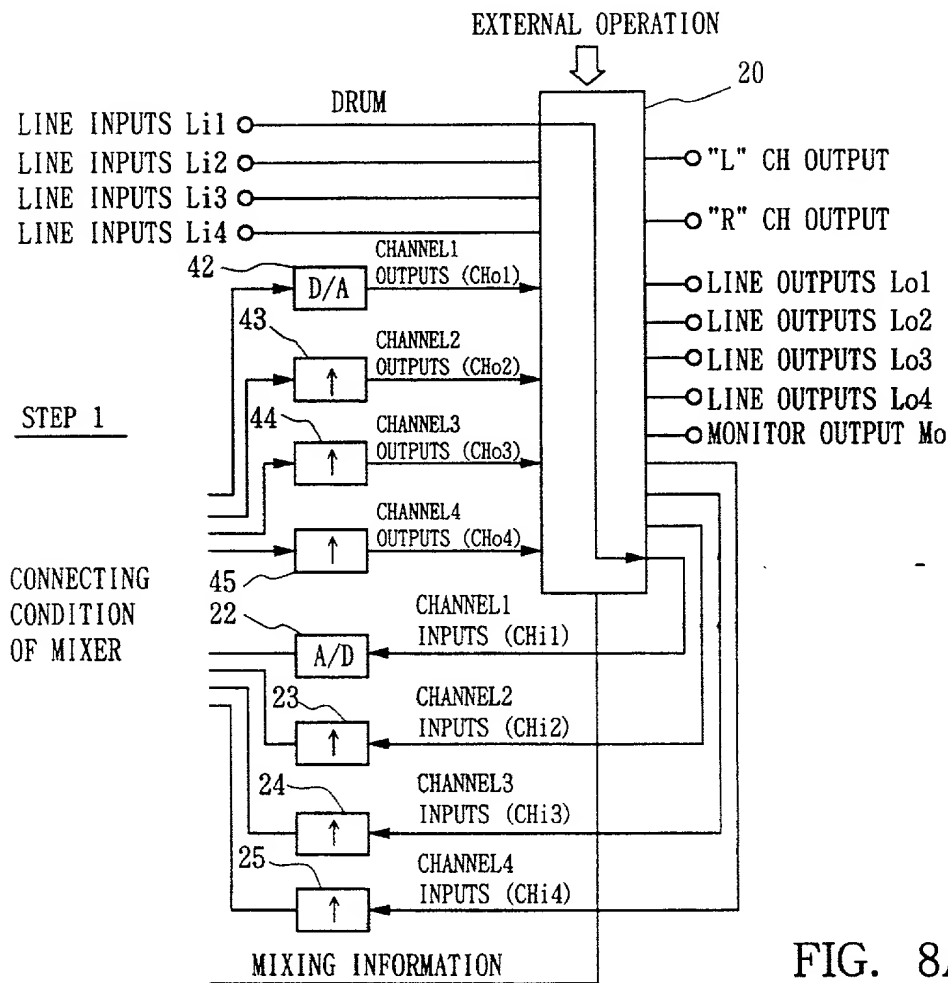 EXTERNAL OPERATION
20
DRUM
LINE INPUTS Li1
LINE INPUTS Li2
LINE INPUTS Li3
LINE INPUTS Li4
"L" CH OUTPUT
"R" CH OUTPUT
LINE OUTPUTS Lo1
LINE OUTPUTS Lo2
LINE OUTPUTS Lo3
LINE OUTPUTS Lo4
MONITOR OUTPUT Mo
42
D/A
CHANNEL1
OUTPUTS (CHo1)
43
↑
CHANNEL2
OUTPUTS (CHo2)
STEP 1
44
↑
CHANNEL3
OUTPUTS (CHo3)
45
↑
CHANNEL4
OUTPUTS (CHo4)
CONNECTING
CONDITION
OF MIXER
22
A/D
CHANNEL1
INPUTS (CHi1)
23
↑
CHANNEL2
INPUTS (CHi2)
24
↑
CHANNEL3
INPUTS (CHi3)
25
↑
CHANNEL4
INPUTS (CHi4)
MIXING INFORMATION
FIG. 8A